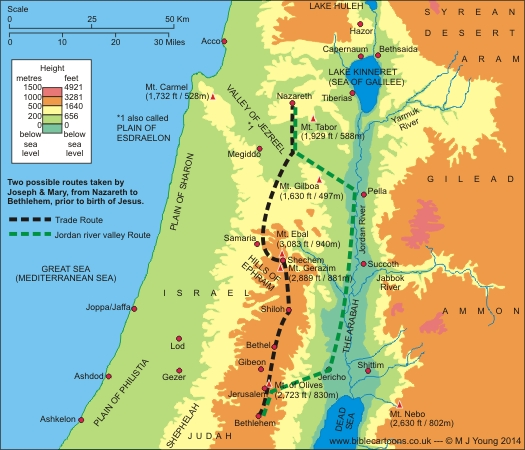 Scale
0 25 50 Km
0 10 20 30 Miles
LAKE HULEH
SYREAN
DESERT
ARAM
Hazor
Acco
Capernaum
Bethsaida
Height
metres feet
1500 4921
1000 3281
500 1640
200 656
0 0
below below
sea sea
level level
Mt. Carmel
(1,732 ft / 528m)
LAKE KINNERET
(SEA OF GALILEE)
Nazareth
Tiberias
VALLEY OF JEZREEL
*1
*1 also called
PLAIN OF
ESDRAELON
Mt. Tabor
(1,929 ft / 588m)
Yarmuk
River
Megiddo
Two possible routes taken by
Joseph & Mary, from Nazareth to
Bethlehem, prior to birth of Jesus.
Trade Route
Jordan river valley Route
PLAIN OF SHARON
Mt. Gilboa
(1,630 ft / 497m)
Pella
GILEAD
Jordan River
Samaria
Mt. Ebal
(3,083 ft / 940m)
Shechem
Mt. Gerazim
(2,889 ft / 881m)
HILLS OF
EPHRAIM
Succoth
Jabbok
River
GREAT SEA
(MEDITERRANEAN SEA)
ISRAEL
Joppa/Jaffa
Shiloh
THE ARABAH
AMMON
Lod
Bethel
Gibeon
Gezer
Jericho
Shittim
Ashdod
PLAIN OF PHILISTIA
Mt. of Olives
(2,723 ft / 830m)
Jerusalem
Ashkelon
SHEPHELAH
Bethlehem
DEAD
SEA
Mt. Nebo
(2,630 ft / 802m)
JUDAH
www.biblecartoons.co.uk --- © M J Young 2014